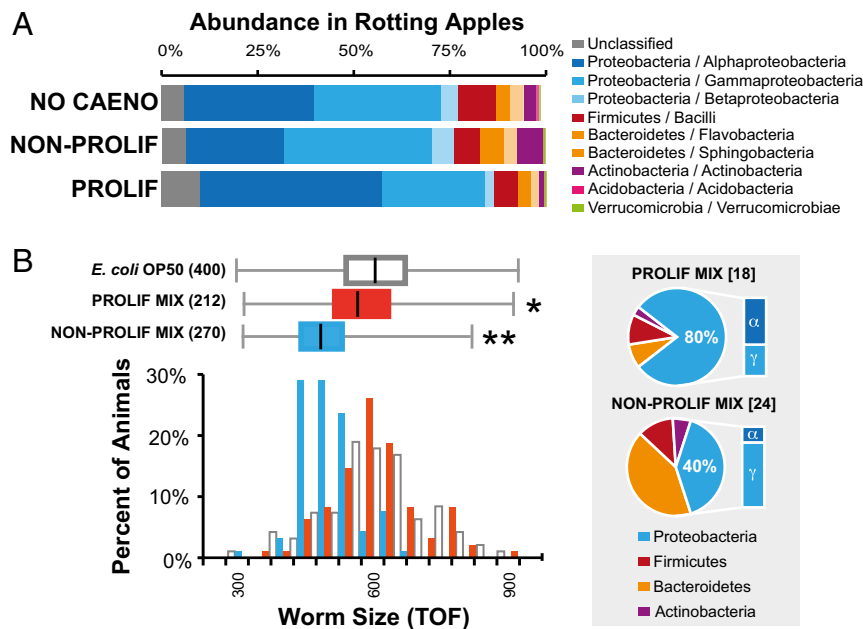 A
Abundance in Rotting Apples
0% 25% 50% 75% 100%
NO CAENO
NON-PROLIF
PROLIF
Unclassified
Proteobacteria / Alphaproteobacteria
Proteobacteria / Gammaproteobacteria
Proteobacteria / Betaproteobacteria
Firmicutes / Bacilli
Bacteroidetes / Flavobacteria
Bacteroidetes / Sphingobacteria
Actinobacteria / Actinobacteria
Acidobacteria / Acidobacteria
Verrucomicrobia / Verrucomicrobiae
B
E. coli OP50 (400)
PROLIF MIX (212) *
NON-PROLIF MIX (270) **
Percent of Animals
30%
20%
10%
0%
300 600 900
Worm Size (TOF)
PROLIF MIX [18]
80%
α
γ
NON-PROLIF MIX [24]
40%
α
γ
Proteobacteria
Firmicutes
Bacteroidetes
Actinobacteria